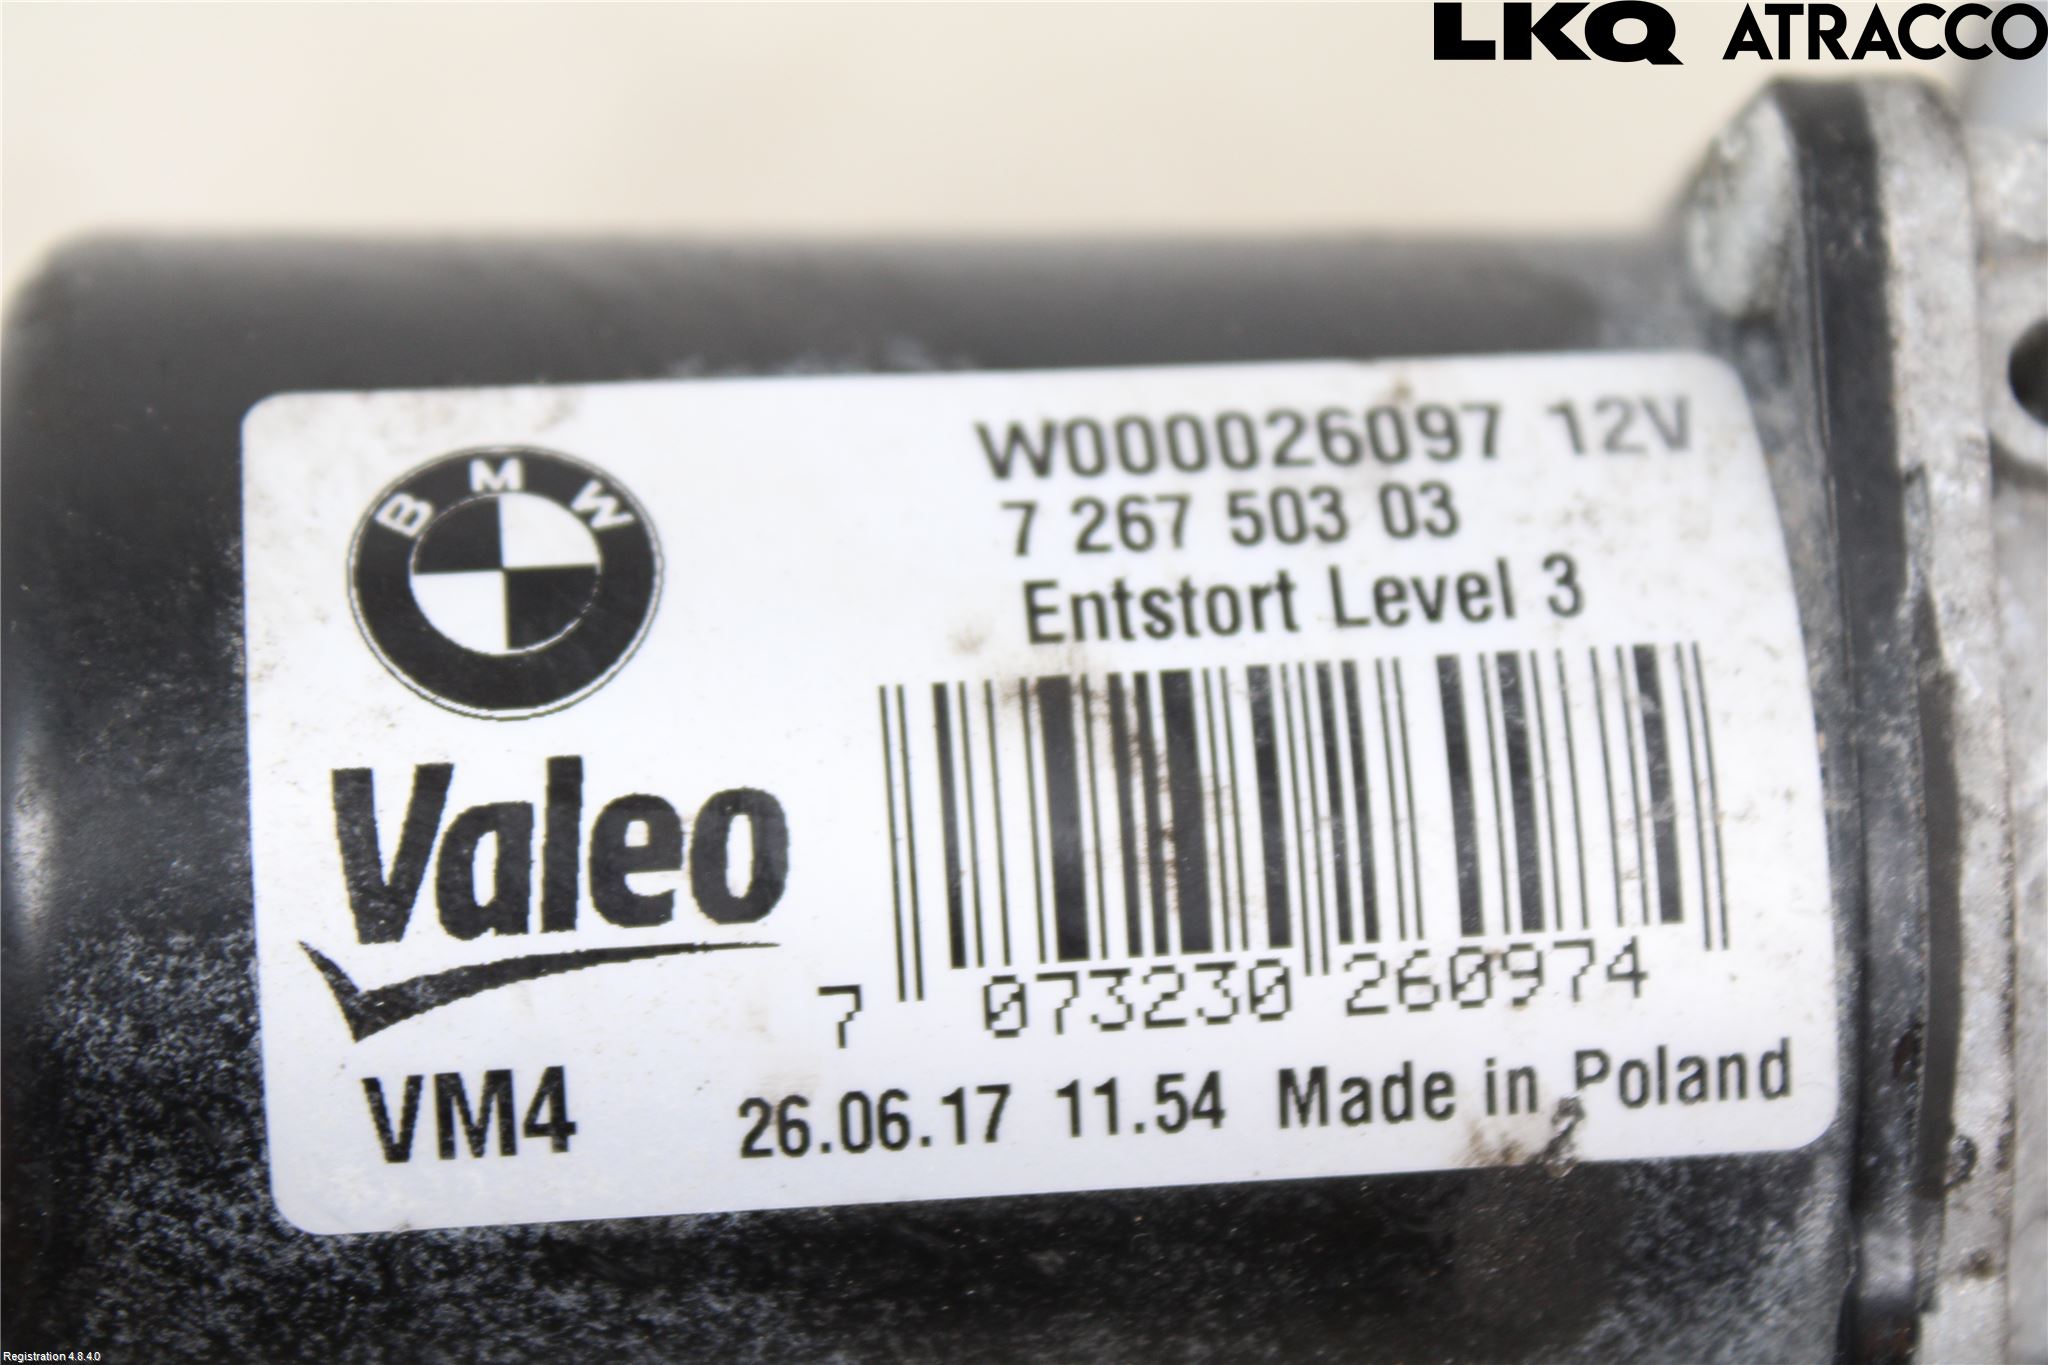 LKQ ATRACCO
W000026097 12V
7 267 503 03
Entstort Level 3
BMW
Valeo
7 073230 260974
VM4 26.06.17 11.54 Made in Poland
Registration 4.8.4.0